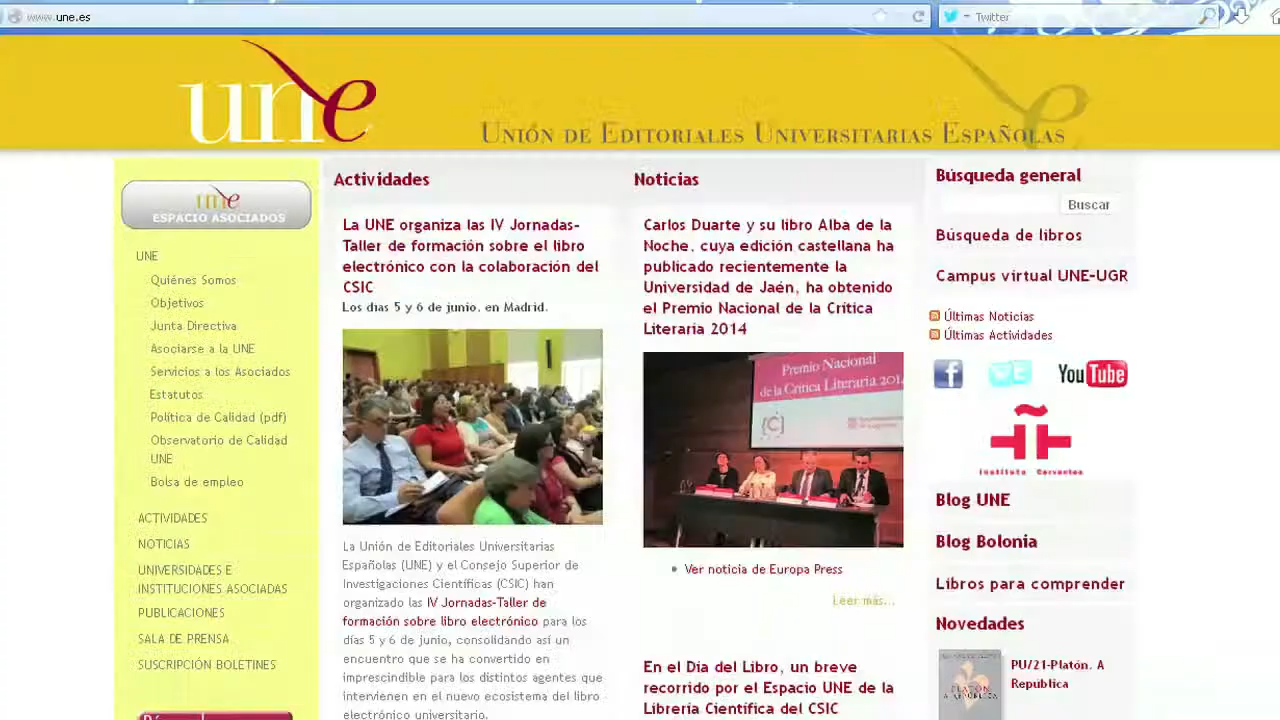 www.une.es
Twitter
une
UNIÓN DE EDITORIALES UNIVERSITARIAS ESPAÑOLAS
une
ESPACIO ASOCIADOS
UNE
Quiénes Somos
Objetivos
Junta Directiva
Asociarse a la UNE
Servicios a los Asociados
Estatutos
Política de Calidad (pdf)
Observatorio de Calidad
UNE
Bolsa de empleo
ACTIVIDADES
NOTICIAS
UNIVERSIDADES E
INSTITUCIONES ASOCIADAS
PUBLICACIONES
SALA DE PRENSA
SUSCRIPCIÓN BOLETINES
Actividades
La UNE organiza las IV Jornadas-
Taller de formación sobre el libro
electrónico con la colaboración del
CSIC
Los días 5 y 6 de junio, en Madrid.
La Unión de Editoriales Universitarias
Españolas (UNE) y el Consejo Superior de
Investigaciones Científicas (CSIC) han
organizado las IV Jornadas-Taller de
formación sobre libro electrónico para los
días 5 y 6 de junio, consolidando así un
encuentro que se ha convertido en
imprescindible para los distintos agentes que
intervienen en el nuevo ecosistema del libro
electrónico universitario.
Noticias
Carlos Duarte y su libro Alba de la
Noche, cuya edición castellana ha
publicado recientemente la
Universidad de Jaén, ha obtenido
el Premio Nacional de la Crítica
Literaria 2014
Premio Nacional
de la Crítica Literaria 2014
{C}
Ver noticia de Europa Press
Leer más...
En el Día del Libro, un breve
recorrido por el Espacio UNE de la
Librería Científica del CSIC
Búsqueda general
Buscar
Búsqueda de libros
Campus virtual UNE-UGR
Últimas Noticias
Últimas Actividades
YouTube
Instituto Cervantes
Blog UNE
Blog Bolonia
Libros para comprender
Novedades
PLATÓN
A REPÚBLICA
PU/21-Platón. A
República